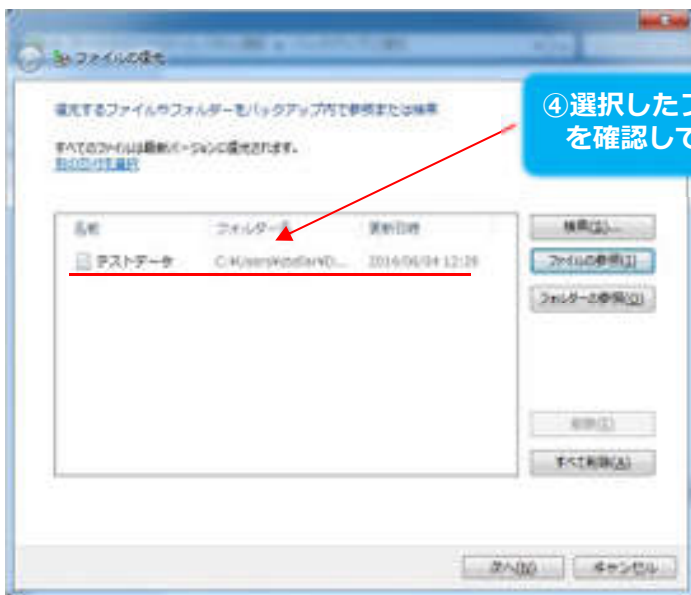 ファイルの復元
④選択したフ
を確認して
復元するファイルやフォルダーをバックアップ内で参照または検索
すべてのファイルは最新バージョンに復元されます。
別の日付を選択
名前 フォルダー 更新日時 検索(S)...
テストデータ 2016/06/04 ファイルの参照(I)
フォルダーの参照(O)
削除(E)
すべて削除(A)
次へ(N) キャンセル